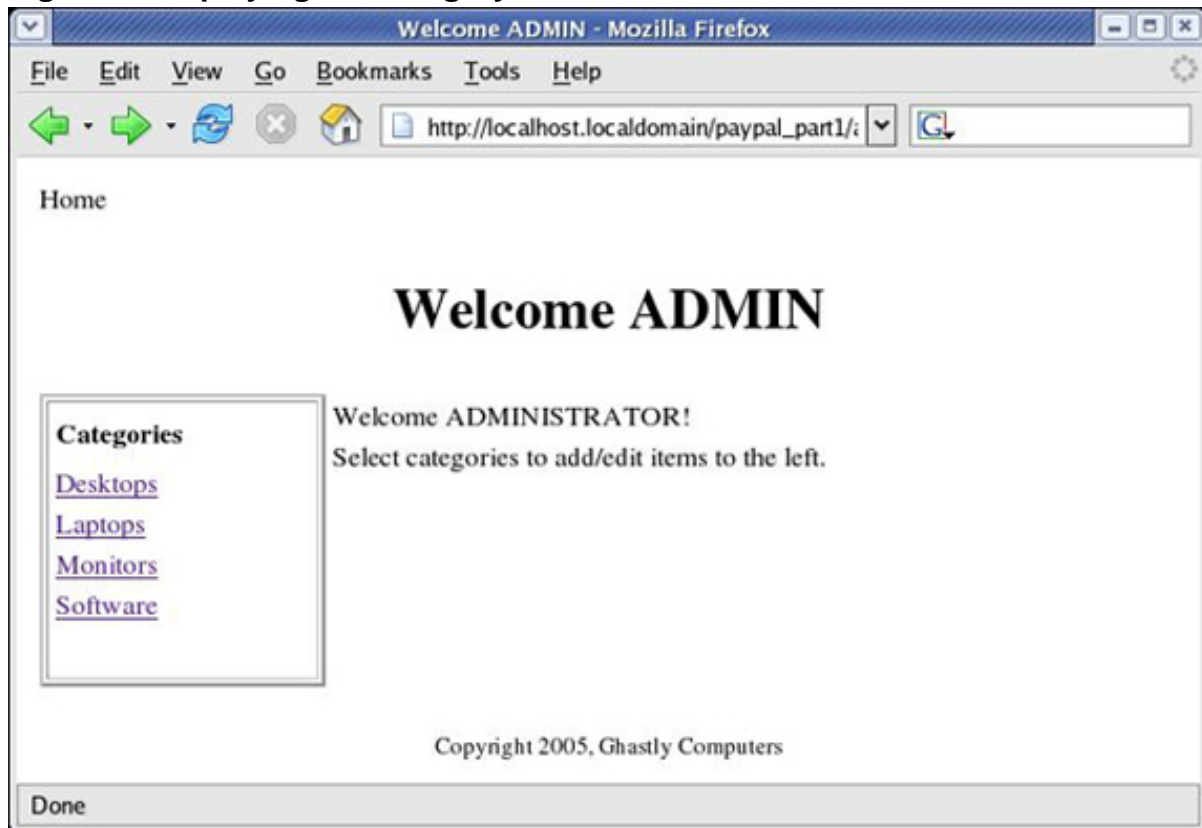 Welcome ADMIN - Mozilla Firefox
File Edit View Go Bookmarks Tools Help
http://localhost.localdomain/paypal_part1/
Home
Welcome ADMIN
Categories
Desktops
Laptops
Monitors
Software
Welcome ADMINISTRATOR!
Select categories to add/edit items to the left.
Copyright 2005, Ghastly Computers
Done